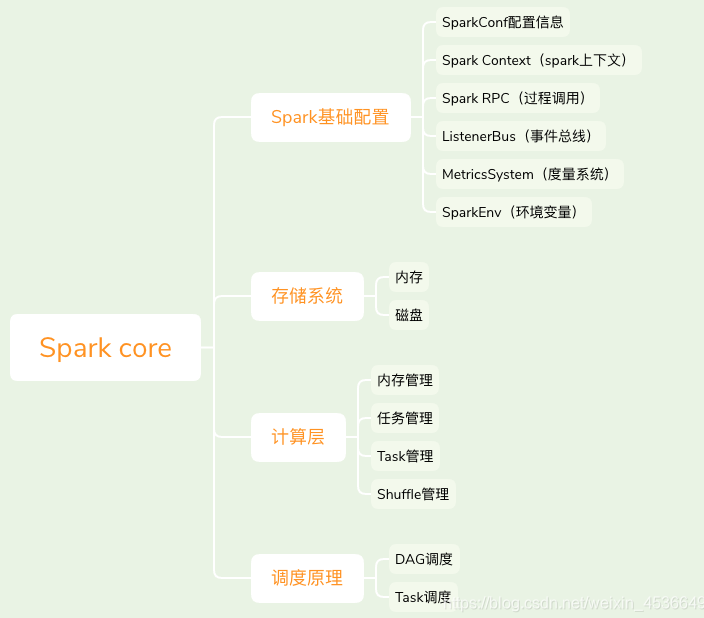 Spark core
Spark基础配置
SparkConf配置信息
Spark Context（spark上下文）
Spark RPC（过程调用）
ListenerBus（事件总线）
MetricsSystem（度量系统）
SparkEnv（环境变量）
存储系统
内存
磁盘
计算层
内存管理
任务管理
Task管理
Shuffle管理
调度原理
DAG调度
Task调度
https://blog.csdn.net/weixin_4536649